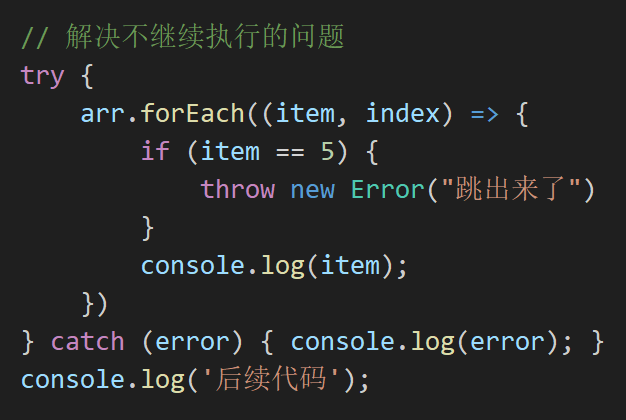 // 解决不继续执行的问题
try {
    arr.forEach((item, index) => {
        if (item == 5) {
            throw new Error("跳出来了")
        }
        console.log(item);
    })
} catch (error) { console.log(error); }
console.log('后续代码');